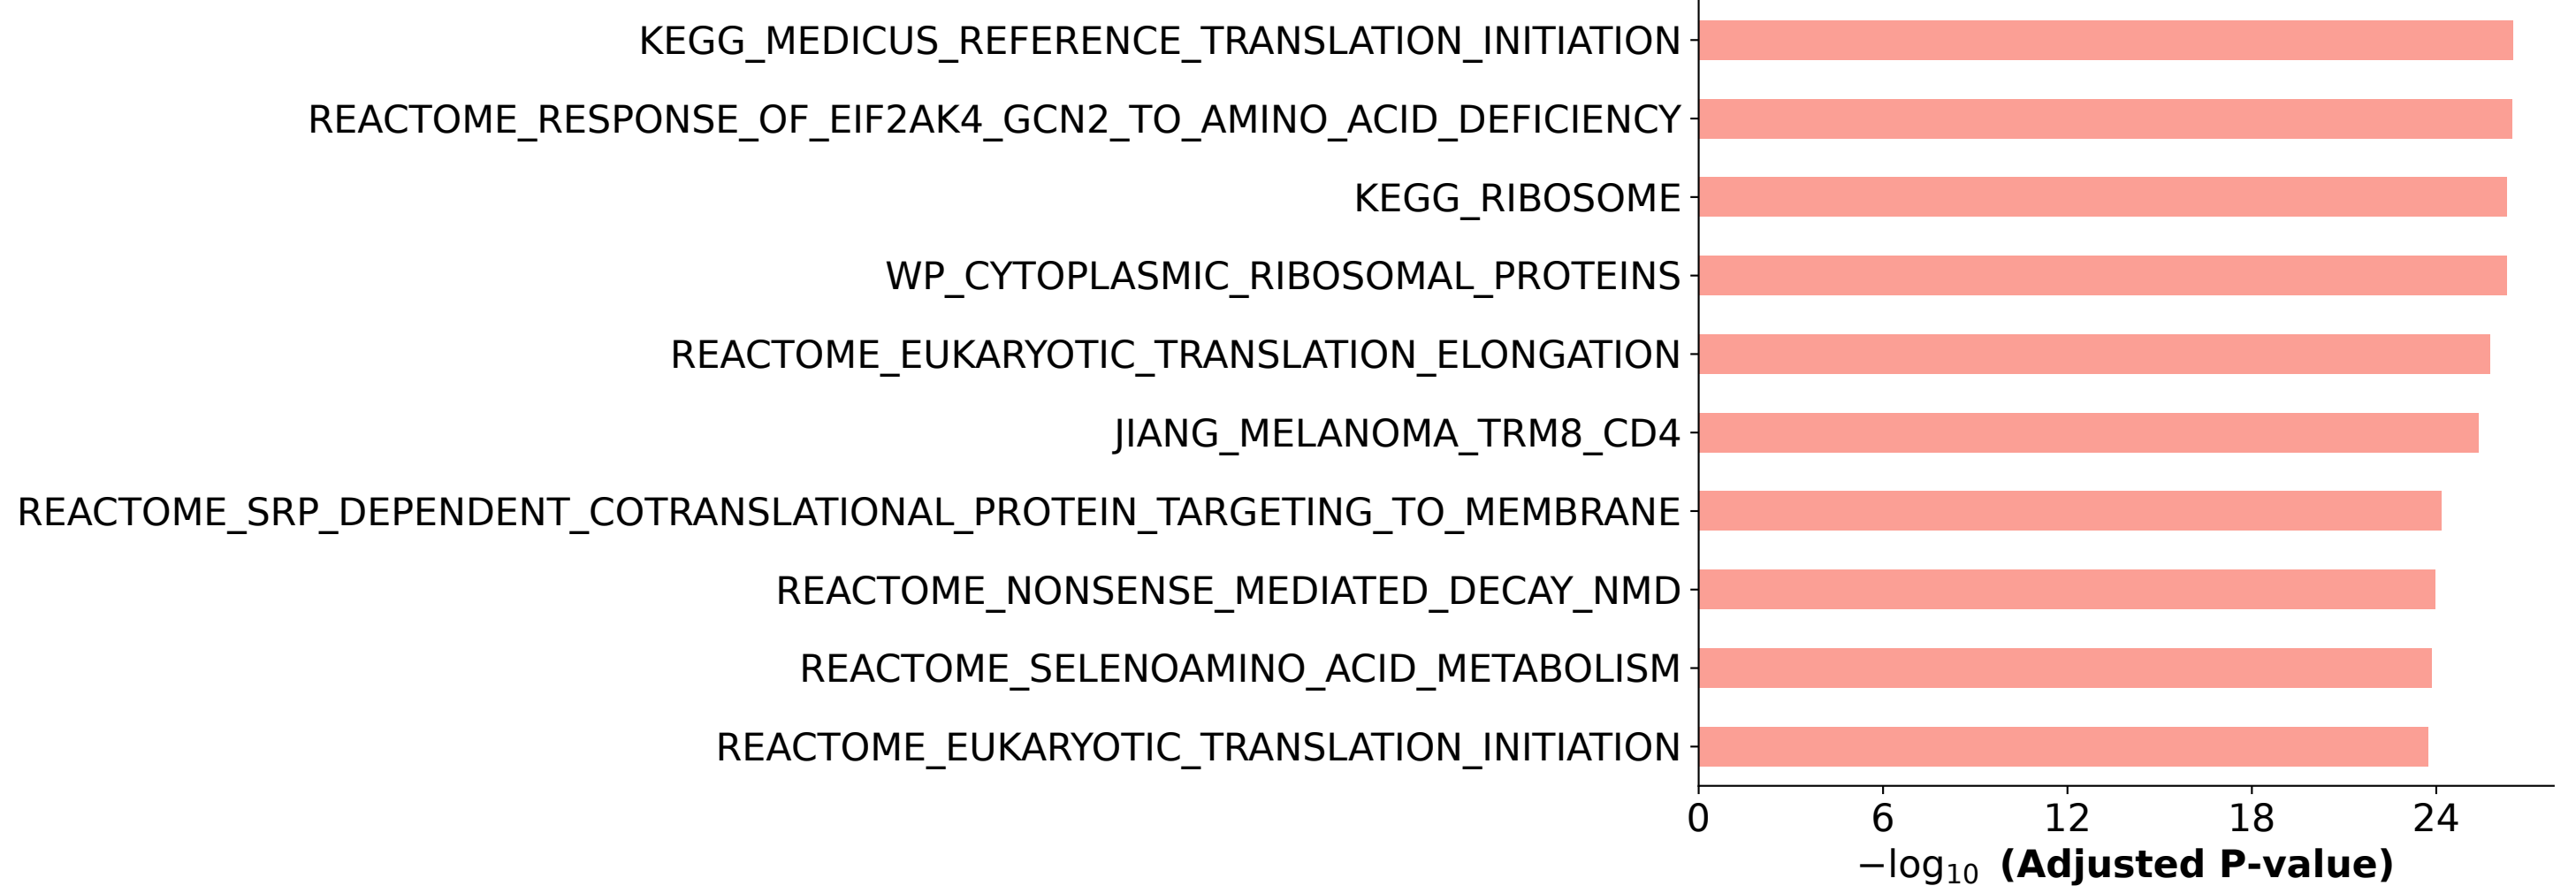 KEGG_MEDICUS_REFERENCE_TRANSLATION_INITIATION
REACTOME_RESPONSE_OF_EIF2AK4_GCN2_TO_AMINO_ACID_DEFICIENCY
KEGG_RIBOSOME
WP_CYTOPLASMIC_RIBOSOMAL_PROTEINS
REACTOME_EUKARYOTIC_TRANSLATION_ELONGATION
JIANG_MELANOMA_TRM8_CD4
REACTOME_SRP_DEPENDENT_COTRANSLATIONAL_PROTEIN_TARGETING_TO_MEMBRANE
REACTOME_NONSENSE_MEDIATED_DECAY_NMD
REACTOME_SELENOAMINO_ACID_METABOLISM
REACTOME_EUKARYOTIC_TRANSLATION_INITIATION
0 6 12 18 24
−log₁₀ (Adjusted P-value)